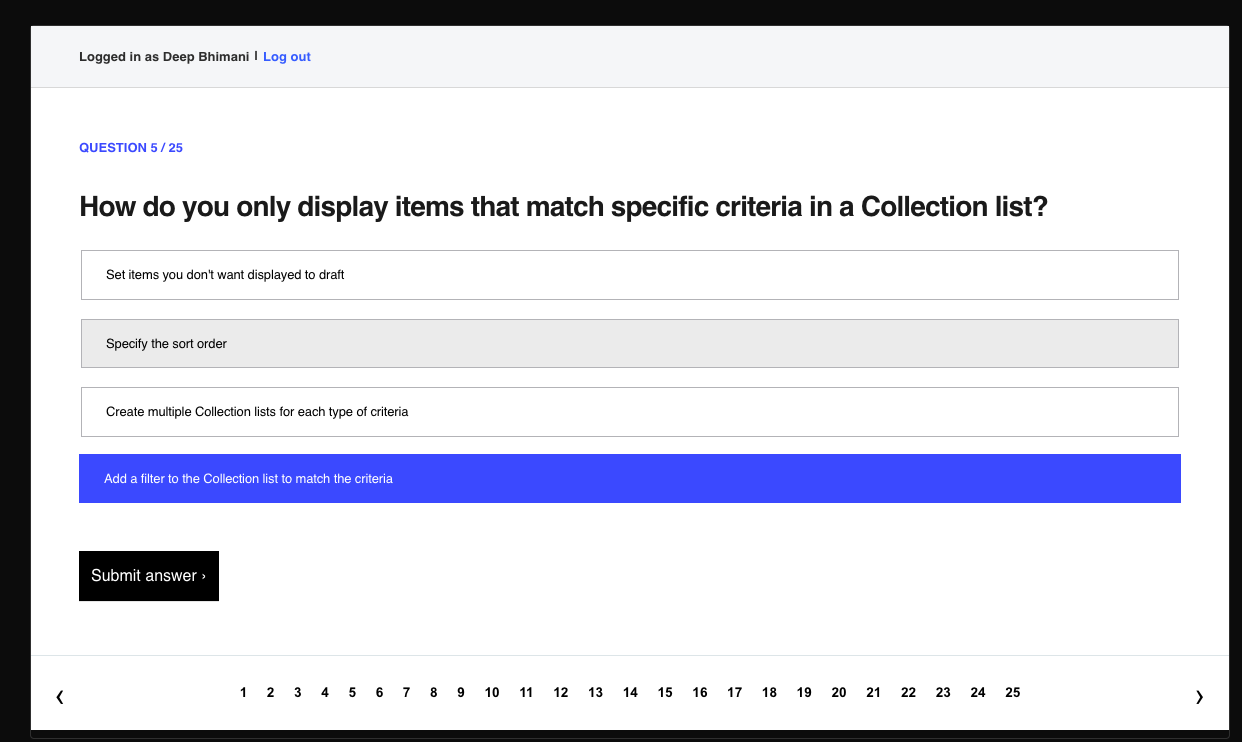 Logged in as Deep Bhimani | Log out
QUESTION 5 / 25
How do you only display items that match specific criteria in a Collection list?
Set items you don't want displayed to draft
Specify the sort order
Create multiple Collection lists for each type of criteria
Add a filter to the Collection list to match the criteria
Submit answer ›
❮ 1 2 3 4 5 6 7 8 9 10 11 12 13 14 15 16 17 18 19 20 21 22 23 24 25 ❯